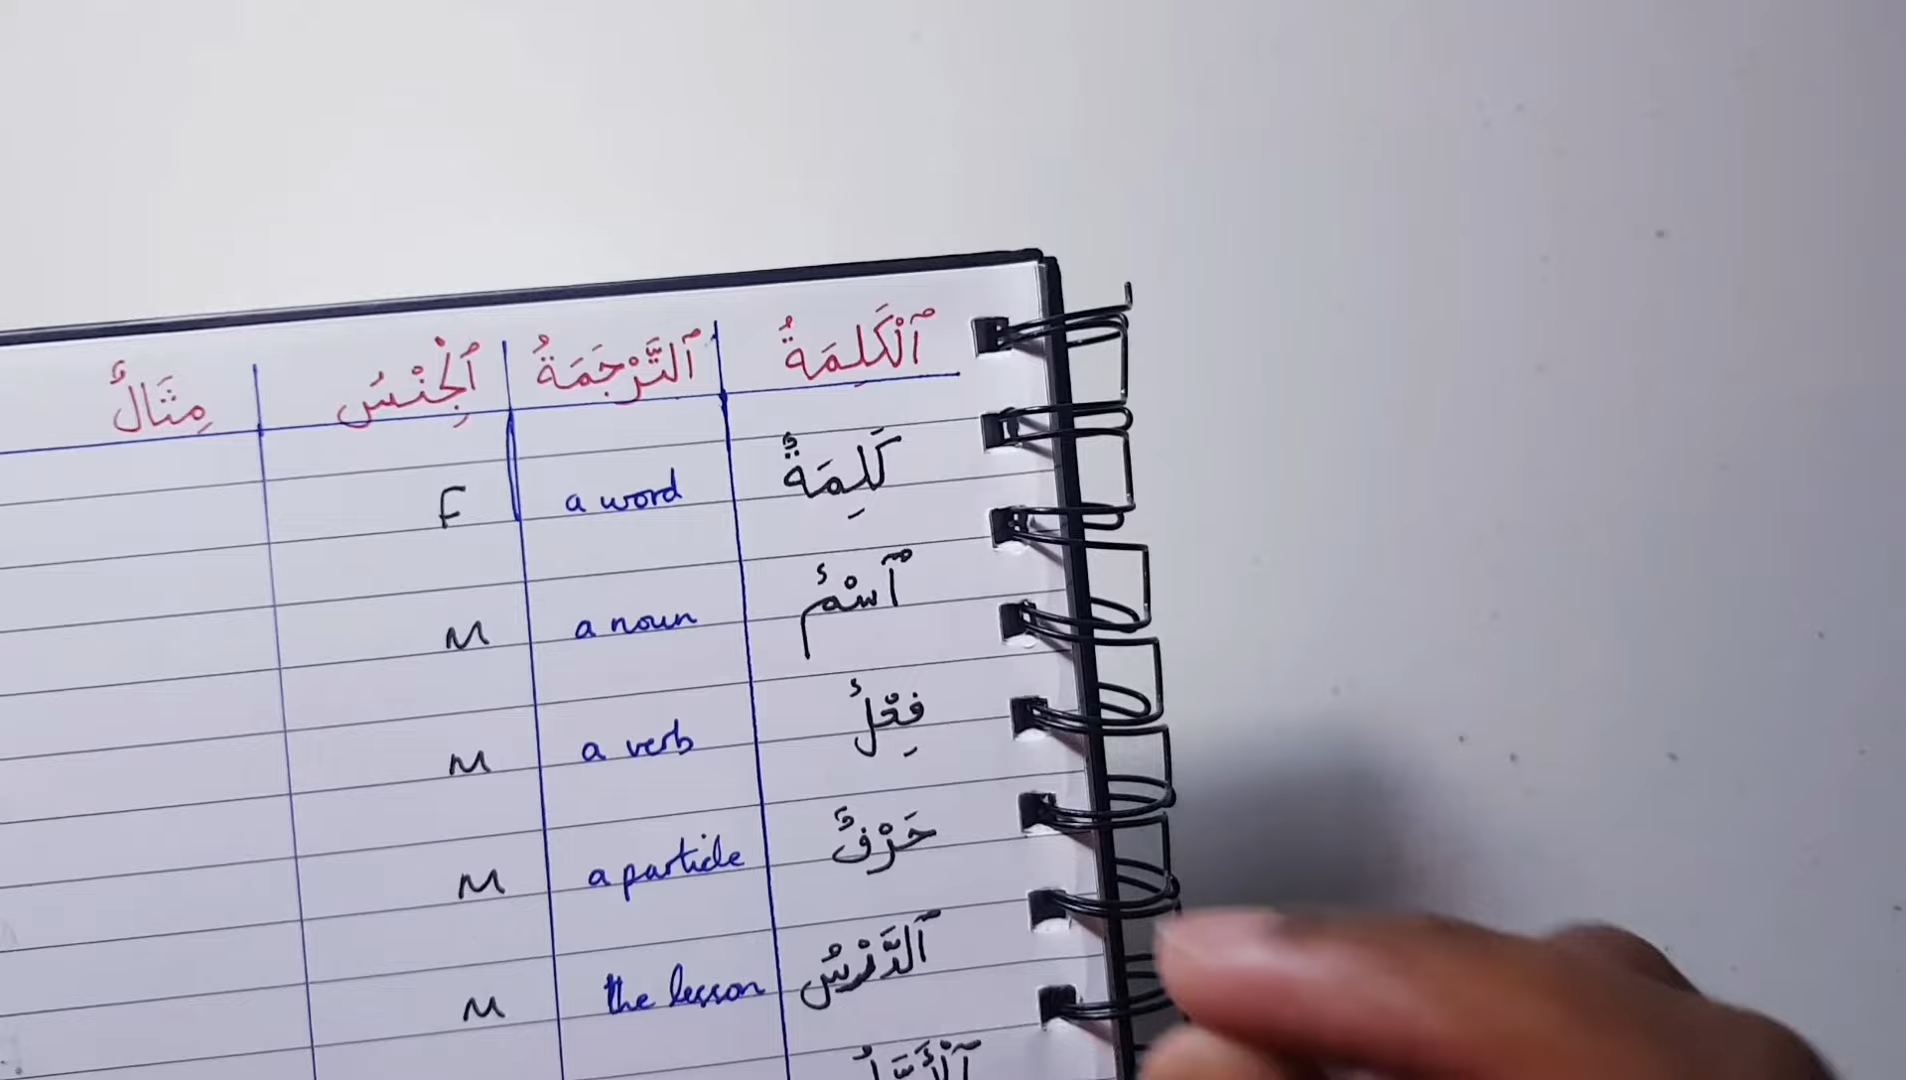 ٱلْكَلِمَةُ ٱلتَّرْجَمَةُ ٱلْجِنْسُ مِثَالٌ
كَلِمَةٌ a word F
ٱسْمٌ a noun M
فِعْلٌ a verb M
حَرْفٌ a particle M
ٱلدَّرْسُ the lesson M